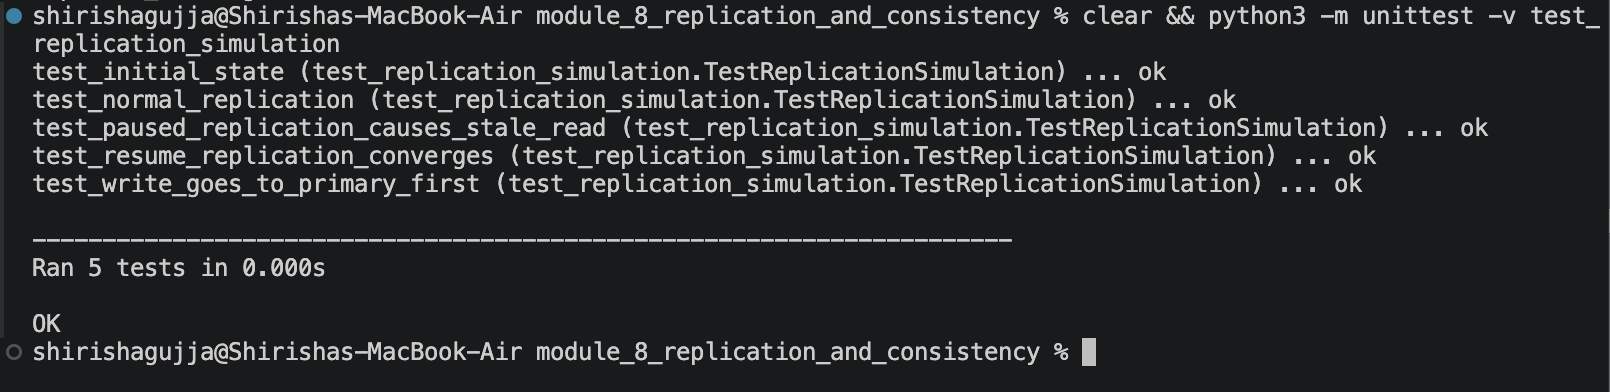 shirishagujja@Shirishas-MacBook-Air module_8_replication_and_consistency % clear && python3 -m unittest -v test_
replication_simulation
test_initial_state (test_replication_simulation.TestReplicationSimulation) ... ok
test_normal_replication (test_replication_simulation.TestReplicationSimulation) ... ok
test_paused_replication_causes_stale_read (test_replication_simulation.TestReplicationSimulation) ... ok
test_resume_replication_converges (test_replication_simulation.TestReplicationSimulation) ... ok
test_write_goes_to_primary_first (test_replication_simulation.TestReplicationSimulation) ... ok
----------------------------------------------------------------------
Ran 5 tests in 0.000s
OK
shirishagujja@Shirishas-MacBook-Air module_8_replication_and_consistency %